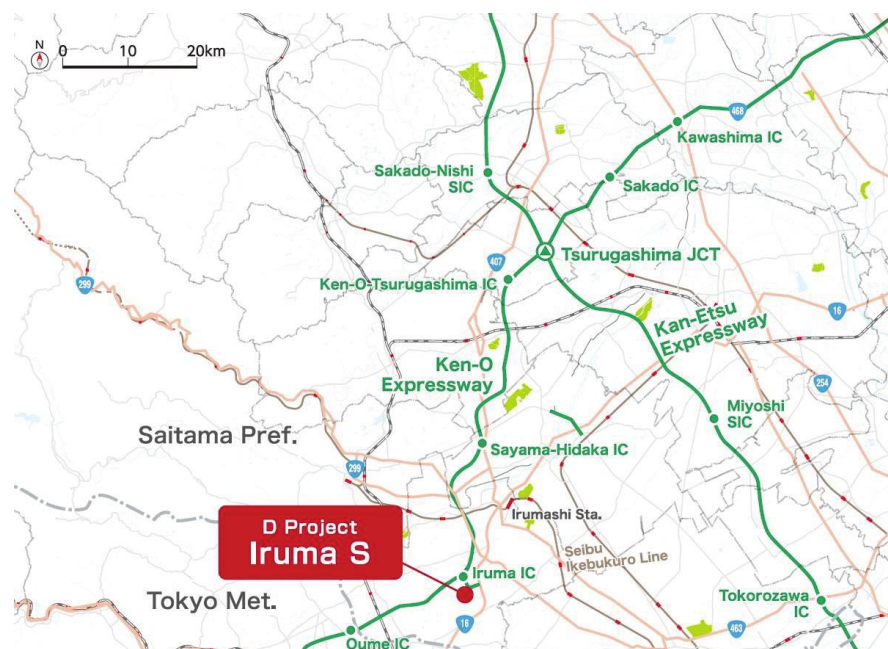 N
0 10 20km
468
Kawashima IC
Sakado-Nishi
SIC
Sakado IC
Tsurugashima JCT
407
Ken-O-Tsurugashima IC
299
16
Kan-Etsu
Expressway
Ken-O
Expressway
254
Miyoshi
SIC
Saitama Pref.
Sayama-Hidaka IC
299
Irumashi Sta.
D Project
Iruma S
Seibu
Ikebukuro Line
Iruma IC
Tokyo Met.
Tokorozawa
IC
16
463
Oume IC